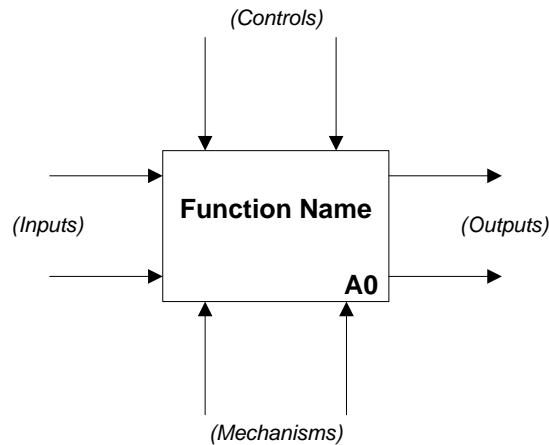 (Controls)
Function Name
(Inputs)
(Outputs)
A0
(Mechanisms)